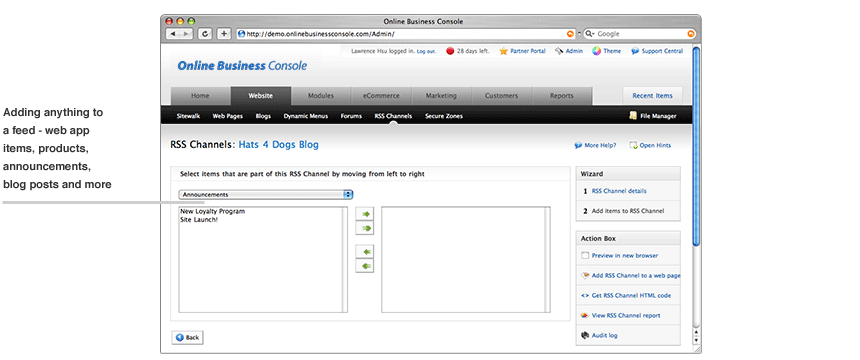 Online Business Console
http://demo.onlinebusinessconsole.com/Admin/
Google
Lawrence Hsu logged in. Log out.
28 days left.
Partner Portal
Admin
Theme
Support Central
Online Business Console
Home
Website
Modules
eCommerce
Marketing
Customers
Reports
Recent Items
Sitewalk
Web Pages
Blogs
Dynamic Menus
Forums
RSS Channels
Secure Zones
File Manager
Adding anything to
a feed - web app
items, products,
announcements,
blog posts and more
RSS Channels: Hats 4 Dogs Blog
More Help?
Open Hints
Select items that are part of this RSS Channel by moving from left to right
Announcements
New Loyalty Program
Site Launch!
Back
Wizard
1 RSS Channel details
2 Add items to RSS Channel
Action Box
Preview in new browser
Add RSS Channel to a web page
<> Get RSS Channel HTML code
View RSS Channel report
Audit log